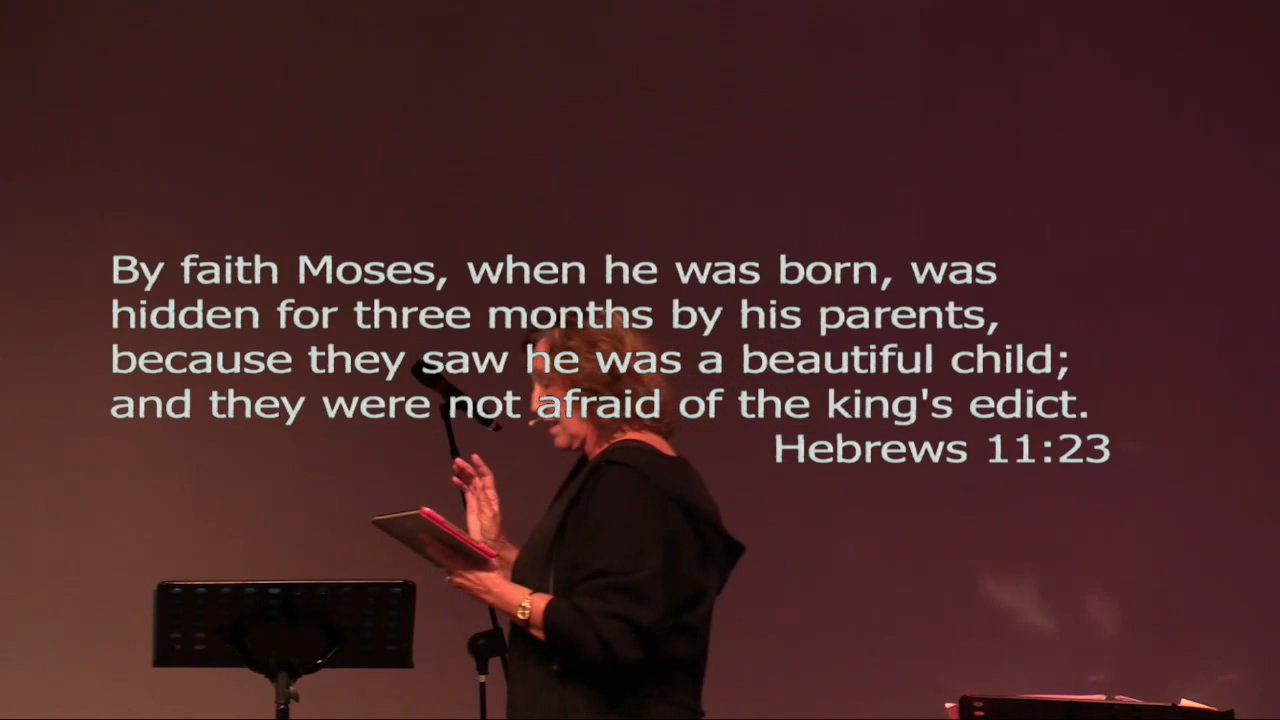 By faith Moses, when he was born, was
hidden for three months by his parents,
because they saw he was a beautiful child;
and they were not afraid of the king's edict.
Hebrews 11:23